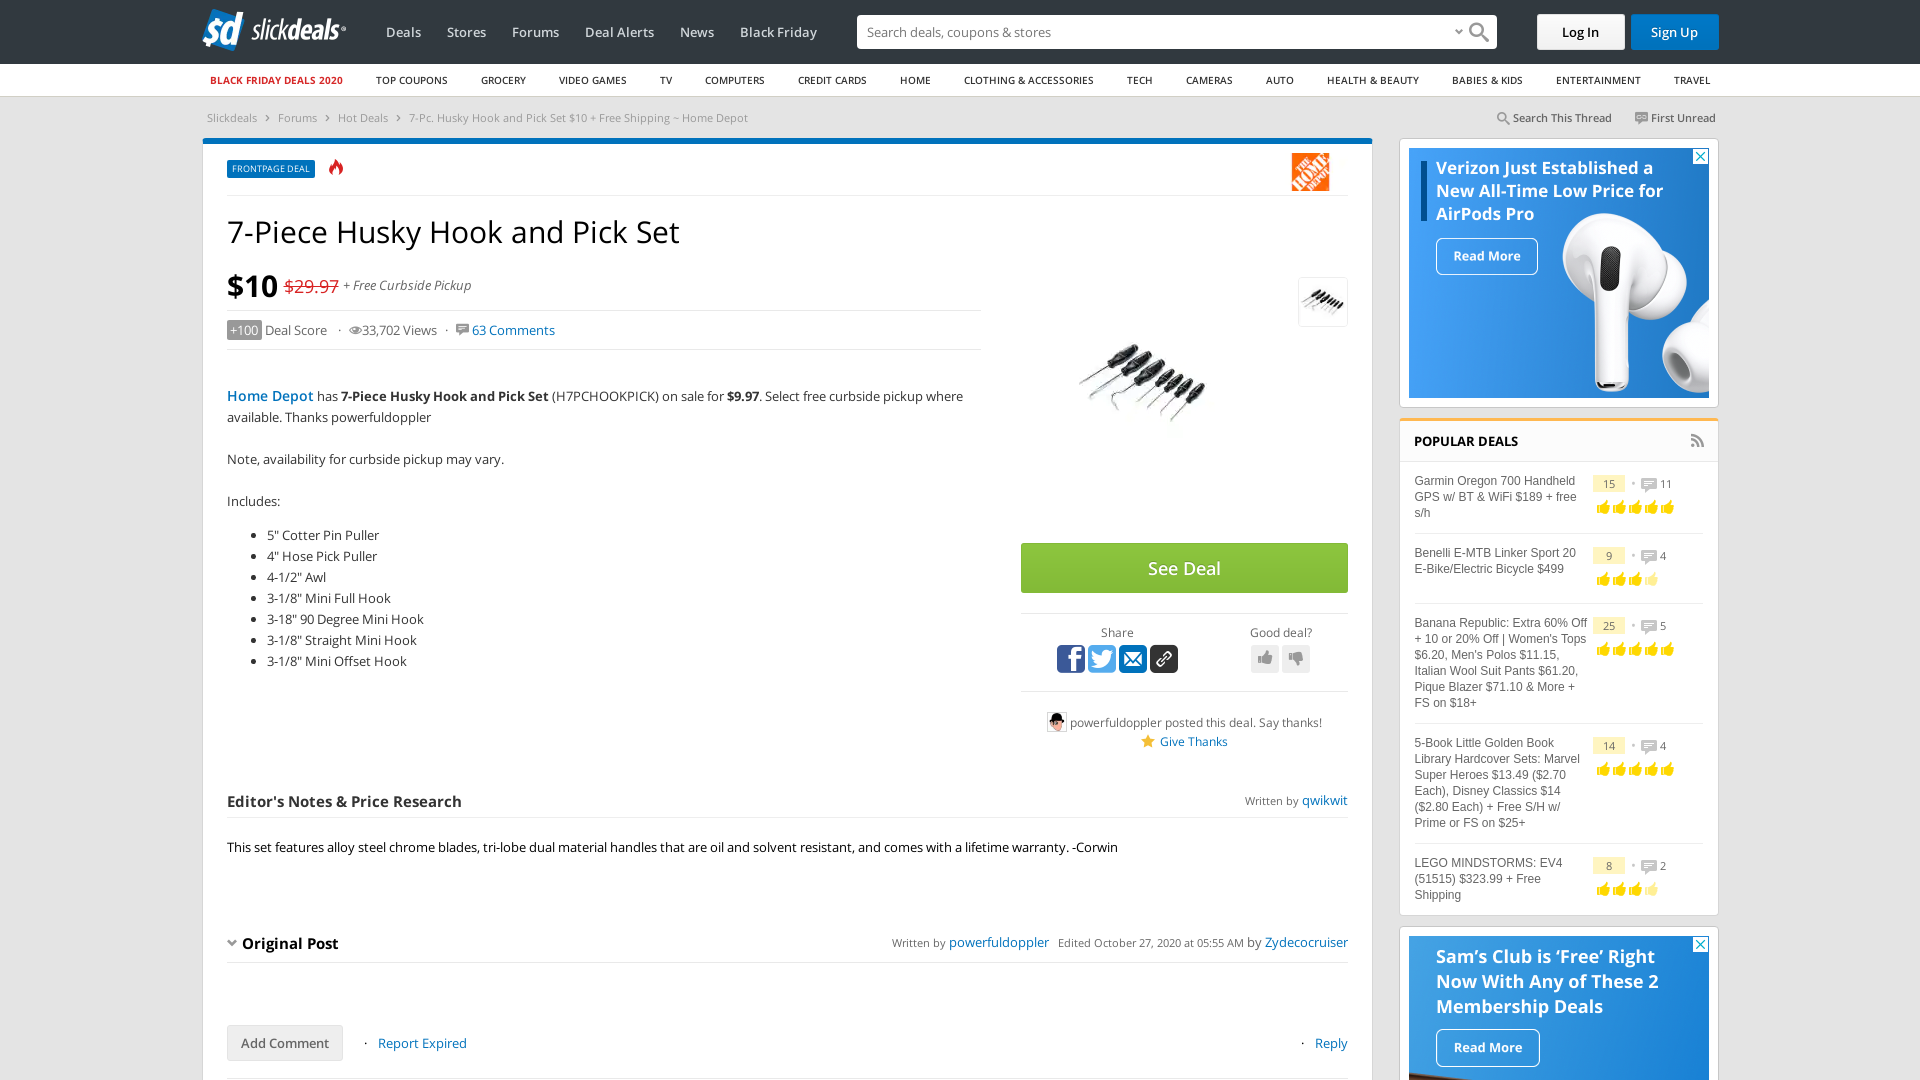 slickdeals
Deals
Stores
Forums
Deal Alerts
News
Black Friday
Search deals, coupons & stores
Log In
Sign Up
BLACK FRIDAY DEALS 2020
TOP COUPONS
GROCERY
VIDEO GAMES
TV
COMPUTERS
CREDIT CARDS
HOME
CLOTHING & ACCESSORIES
TECH
CAMERAS
AUTO
HEALTH & BEAUTY
BABIES & KIDS
ENTERTAINMENT
TRAVEL
Slickdeals > Forums > Hot Deals > 7-Pc. Husky Hook and Pick Set $10 + Free Shipping ~ Home Depot
Search This Thread
First Unread
FRONTPAGE DEAL
THE HOME DEPOT
7-Piece Husky Hook and Pick Set
$10 $29.97 + Free Curbside Pickup
+100 Deal Score · 33,702 Views · 63 Comments
Home Depot has 7-Piece Husky Hook and Pick Set (H7PCHOOKPICK) on sale for $9.97. Select free curbside pickup where
available. Thanks powerfuldoppler
Note, availability for curbside pickup may vary.
Includes:
5" Cotter Pin Puller
4" Hose Pick Puller
4-1/2" Awl
3-1/8" Mini Full Hook
3-18" 90 Degree Mini Hook
3-1/8" Straight Mini Hook
3-1/8" Mini Offset Hook
See Deal
Share
Good deal?
powerfuldoppler posted this deal. Say thanks!
Give Thanks
Editor's Notes & Price Research
Written by qwikwit
This set features alloy steel chrome blades, tri-lobe dual material handles that are oil and solvent resistant, and comes with a lifetime warranty. -Corwin
Original Post
Written by powerfuldoppler Edited October 27, 2020 at 05:55 AM by Zydecocruiser
Add Comment
· Report Expired
· Reply
Verizon Just Established a
New All-Time Low Price for
AirPods Pro
Read More
POPULAR DEALS
Garmin Oregon 700 Handheld
GPS w/ BT & WiFi $189 + free
s/h
15 • 11
Benelli E-MTB Linker Sport 20
E-Bike/Electric Bicycle $499
9 • 4
Banana Republic: Extra 60% Off
+ 10 or 20% Off | Women's Tops
$6.20, Men's Polos $11.15,
Italian Wool Suit Pants $61.20,
Pique Blazer $71.10 & More +
FS on $18+
25 • 5
5-Book Little Golden Book
Library Hardcover Sets: Marvel
Super Heroes $13.49 ($2.70
Each), Disney Classics $14
($2.80 Each) + Free S/H w/
Prime or FS on $25+
14 • 4
LEGO MINDSTORMS: EV4
(51515) $323.99 + Free
Shipping
8 • 2
Sam's Club is 'Free' Right
Now With Any of These 2
Membership Deals
Read More